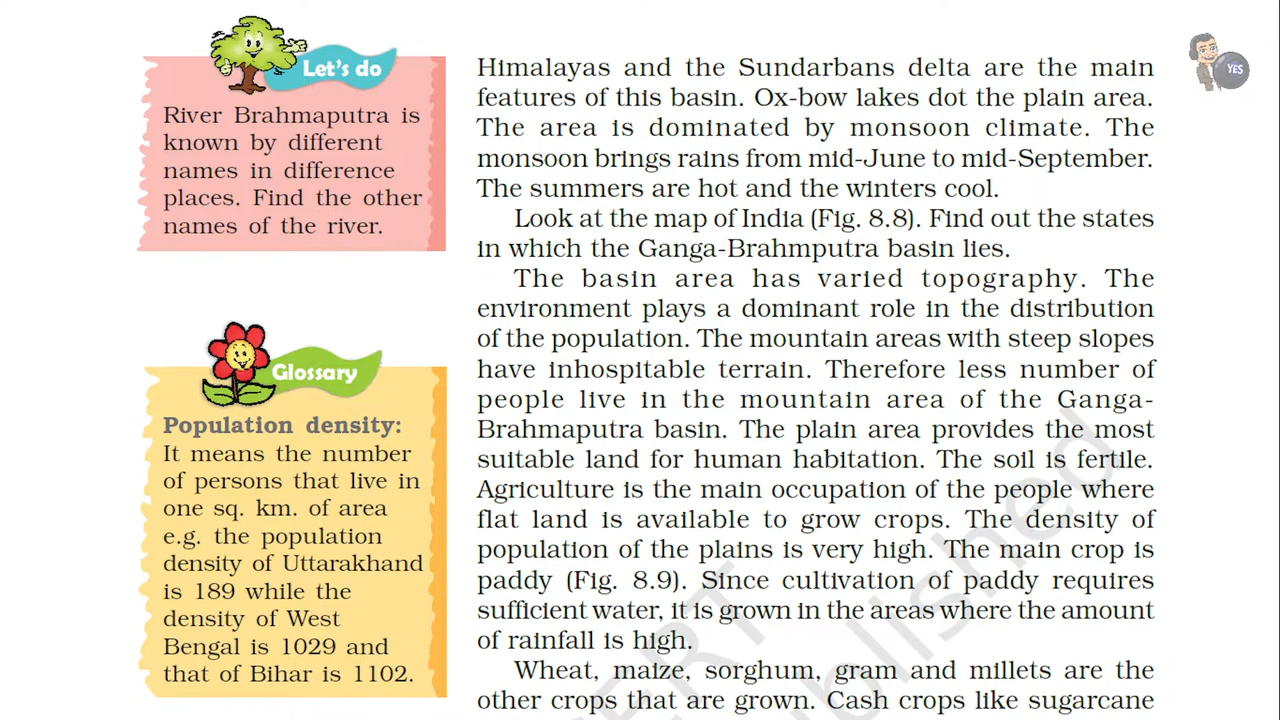 Let's do
River Brahmaputra is
known by different
names in difference
places. Find the other
names of the river.
Glossary
Population density:
It means the number
of persons that live in
one sq. km. of area
e.g. the population
density of Uttarakhand
is 189 while the
density of West
Bengal is 1029 and
that of Bihar is 1102.
Himalayas and the Sundarbans delta are the main
features of this basin. Ox-bow lakes dot the plain area.
The area is dominated by monsoon climate. The
monsoon brings rains from mid-June to mid-September.
The summers are hot and the winters cool.
Look at the map of India (Fig. 8.8). Find out the states
in which the Ganga-Brahmputra basin lies.
The basin area has varied topography. The
environment plays a dominant role in the distribution
of the population. The mountain areas with steep slopes
have inhospitable terrain. Therefore less number of
people live in the mountain area of the Ganga-
Brahmaputra basin. The plain area provides the most
suitable land for human habitation. The soil is fertile.
Agriculture is the main occupation of the people where
flat land is available to grow crops. The density of
population of the plains is very high. The main crop is
paddy (Fig. 8.9). Since cultivation of paddy requires
sufficient water, it is grown in the areas where the amount
of rainfall is high.
Wheat, maize, sorghum, gram and millets are the
other crops that are grown. Cash crops like sugarcane
YES